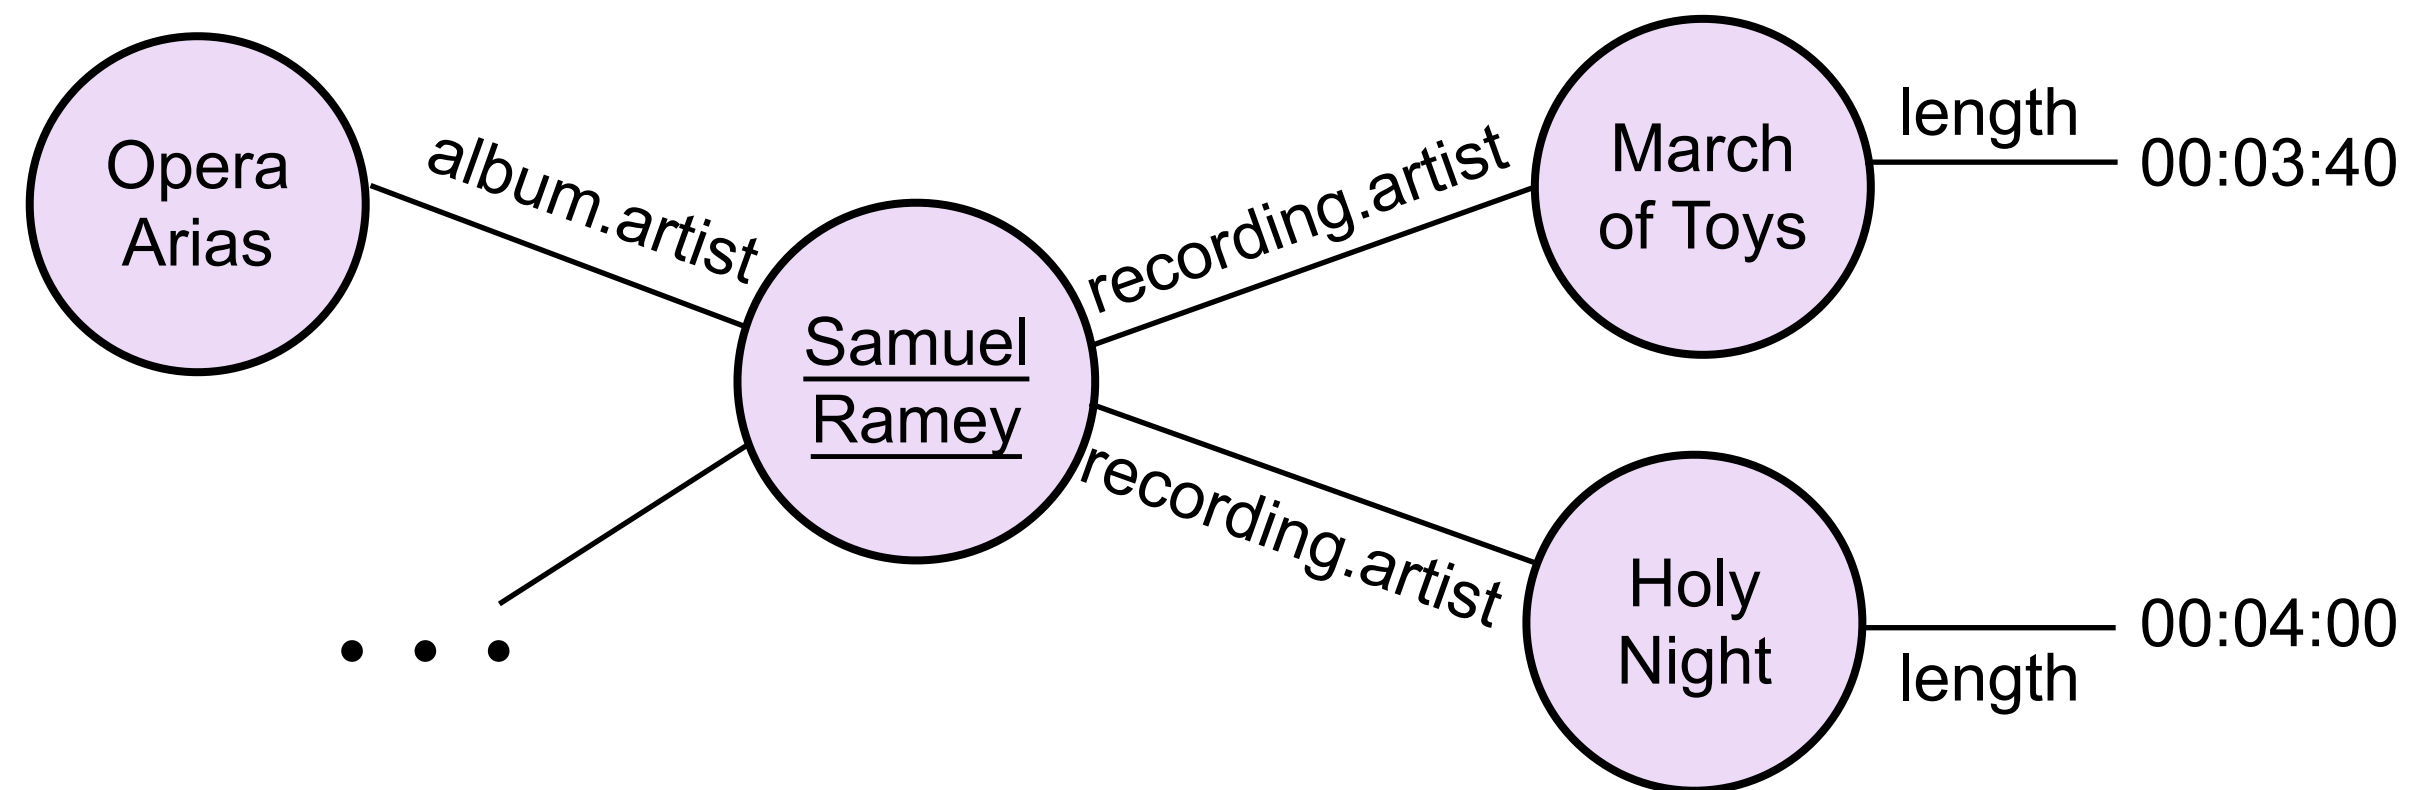 Opera
Arias
album.artist
Samuel
Ramey
recording.artist
March
of Toys
length
00:03:40
recording.artist
Holy
Night
length
00:04:00